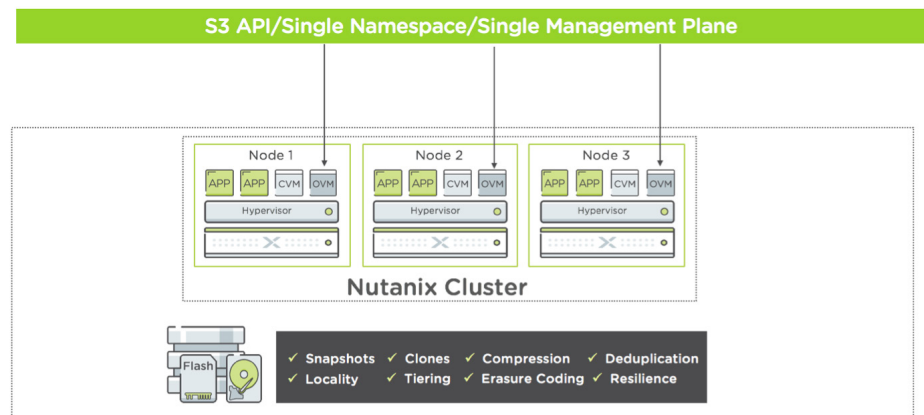 S3 API/Single Namespace/Single Management Plane
Node 1
Node 2
Node 3
APP APP CVM OVM
APP APP CVM OVM
APP APP CVM OVM
Hypervisor
Hypervisor
Hypervisor
Nutanix Cluster
Flash
✓ Snapshots ✓ Clones ✓ Compression ✓ Deduplication
✓ Locality ✓ Tiering ✓ Erasure Coding ✓ Resilience